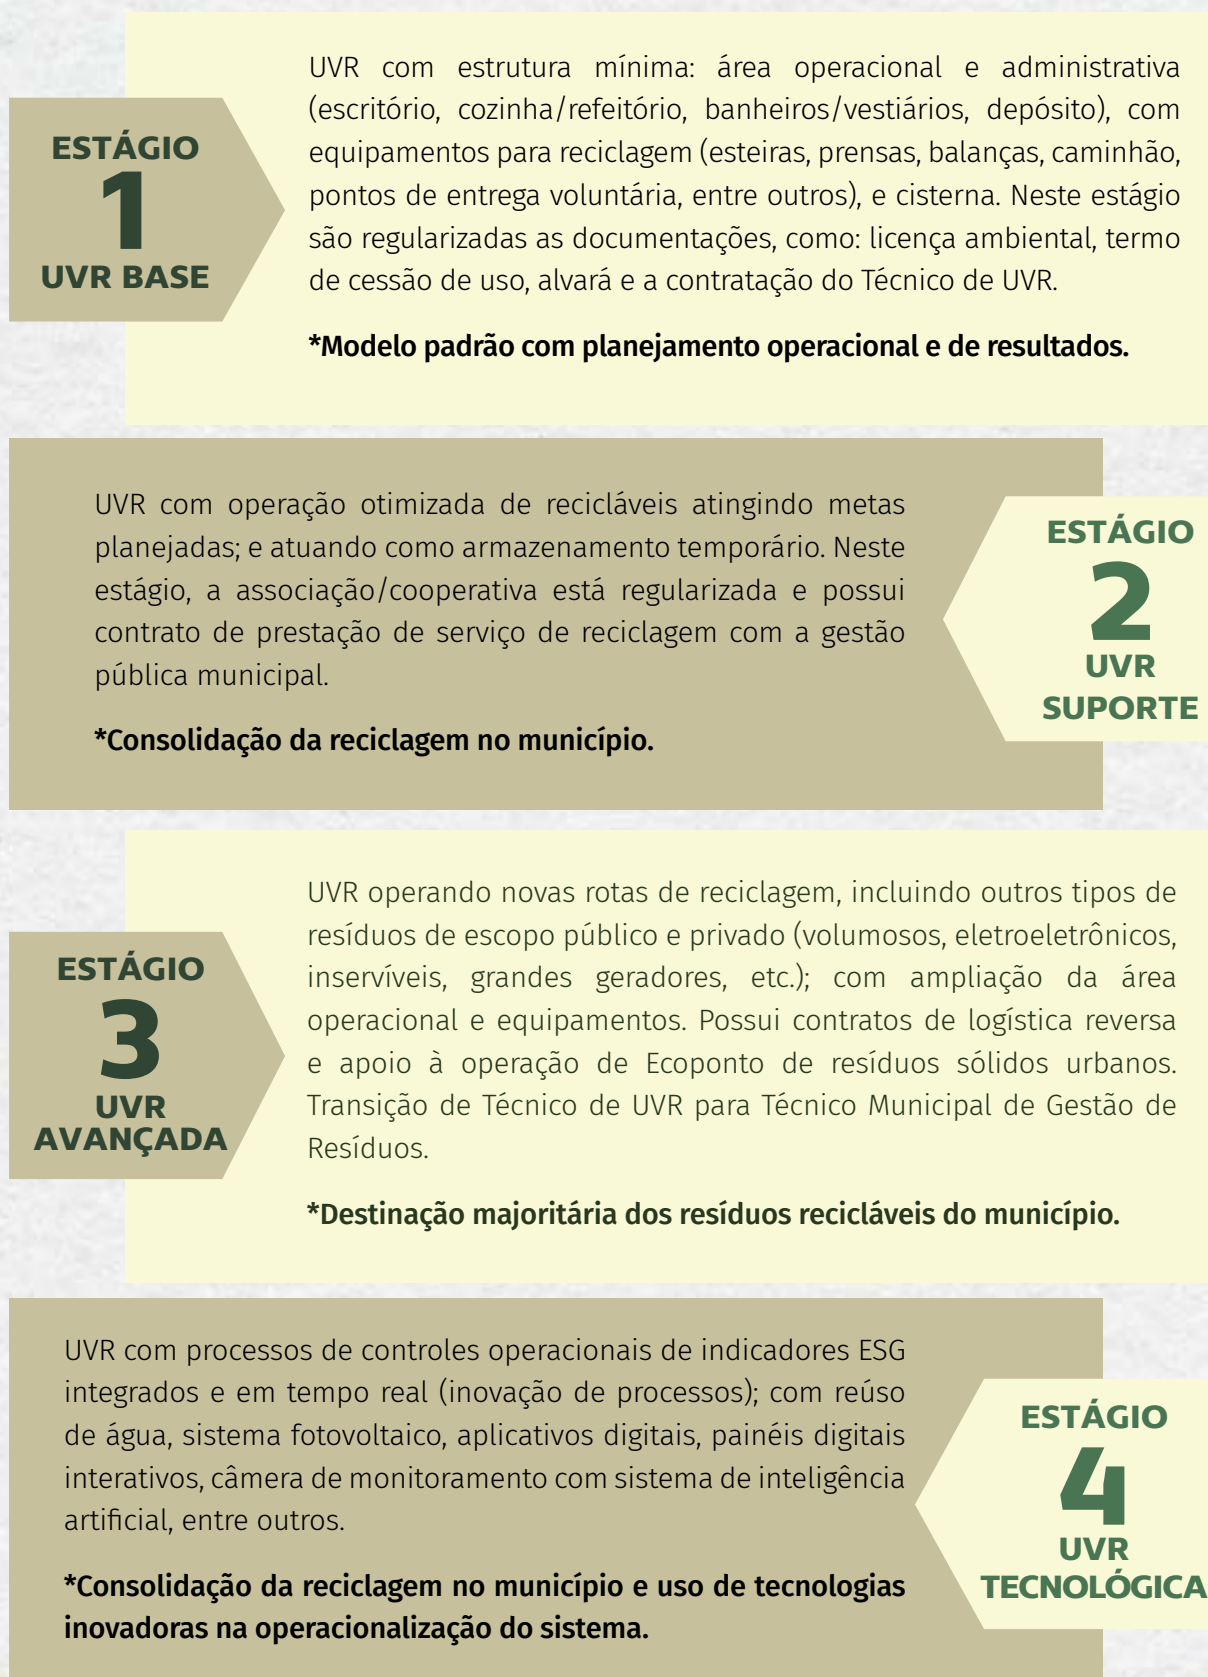 ESTÁGIO
1
UVR BASE
UVR com estrutura mínima: área operacional e administrativa
(escritório, cozinha/refeitório, banheiros/vestiários, depósito), com
equipamentos para reciclagem (esteiras, prensas, balanças, caminhão,
pontos de entrega voluntária, entre outros), e cisterna. Neste estágio
são regularizadas as documentações, como: licença ambiental, termo
de cessão de uso, alvará e a contratação do Técnico de UVR.
*Modelo padrão com planejamento operacional e de resultados.
UVR com operação otimizada de recicláveis atingindo metas
planejadas; e atuando como armazenamento temporário. Neste
estágio, a associação/cooperativa está regularizada e possui
contrato de prestação de serviço de reciclagem com a gestão
pública municipal.
*Consolidação da reciclagem no município.
ESTÁGIO
2
UVR
SUPORTE
ESTÁGIO
3
UVR
AVANÇADA
UVR operando novas rotas de reciclagem, incluindo outros tipos de
resíduos de escopo público e privado (volumosos, eletroeletrônicos,
inservíveis, grandes geradores, etc.); com ampliação da área
operacional e equipamentos. Possui contratos de logística reversa
e apoio à operação de Ecoponto de resíduos sólidos urbanos.
Transição de Técnico de UVR para Técnico Municipal de Gestão de
Resíduos.
*Destinação majoritária dos resíduos recicláveis do município.
UVR com processos de controles operacionais de indicadores ESG
integrados e em tempo real (inovação de processos); com reúso
de água, sistema fotovoltaico, aplicativos digitais, painéis digitais
interativos, câmera de monitoramento com sistema de inteligência
artificial, entre outros.
*Consolidação da reciclagem no município e uso de tecnologias
inovadoras na operacionalização do sistema.
ESTÁGIO
4
UVR
TECNOLÓGICA